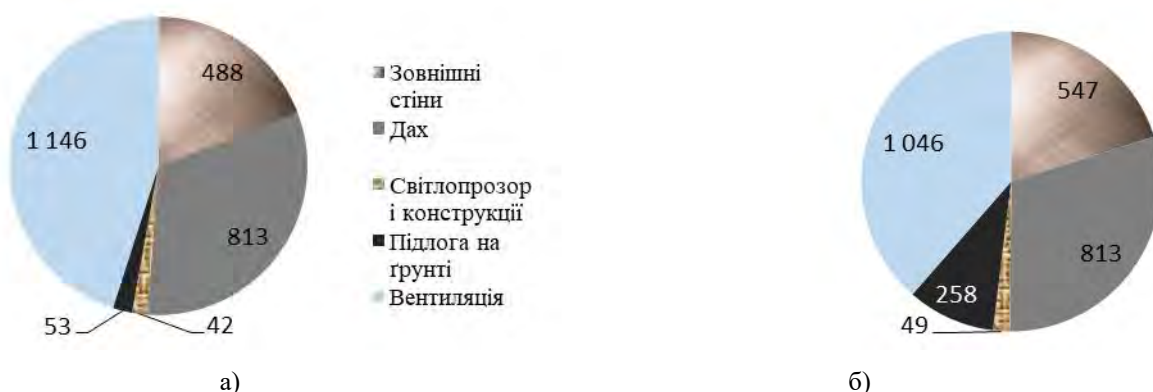 488
1 146
813
53
42
Зовнішні
стіни
Дах
Світлопрозор
і конструкції
Підлога на
ґрунті
Вентиляція
547
1 046
813
258
49
а)
б)